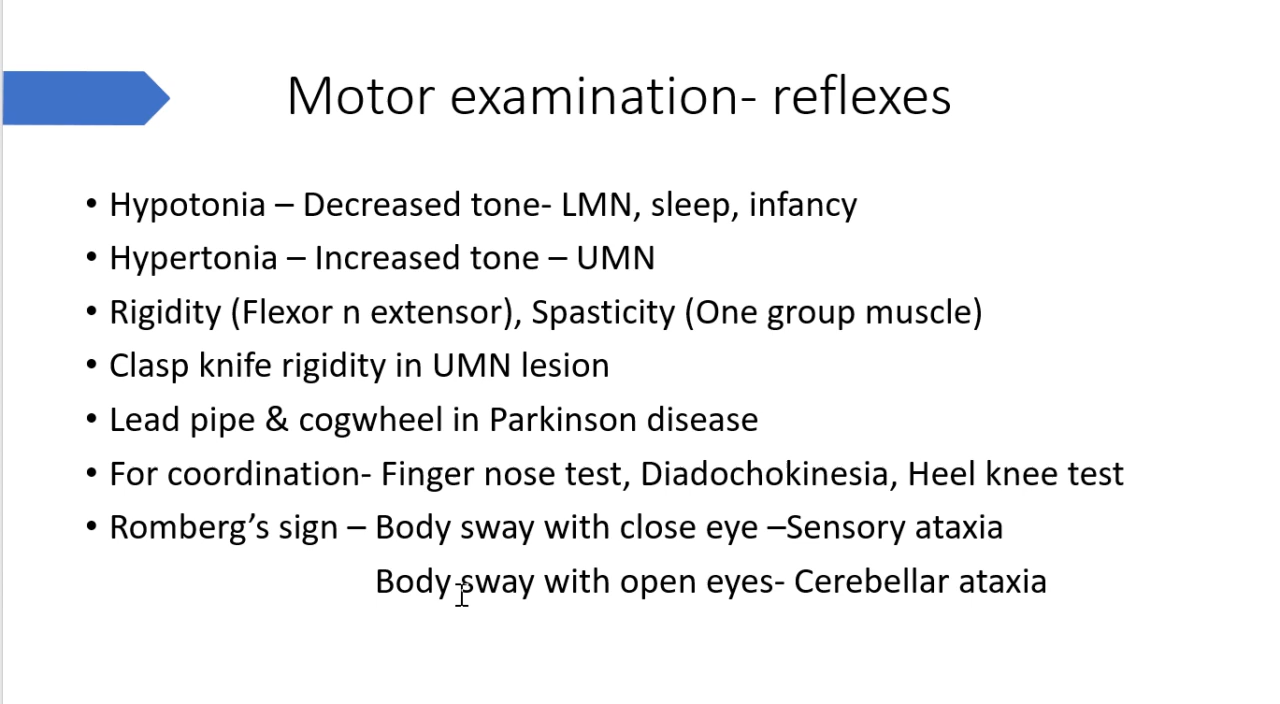 Motor examination- reflexes
• Hypotonia – Decreased tone- LMN, sleep, infancy
• Hypertonia – Increased tone – UMN
• Rigidity (Flexor n extensor), Spasticity (One group muscle)
• Clasp knife rigidity in UMN lesion
• Lead pipe & cogwheel in Parkinson disease
• For coordination- Finger nose test, Diadochokinesia, Heel knee test
• Romberg’s sign – Body sway with close eye –Sensory ataxia
Body sway with open eyes- Cerebellar ataxia